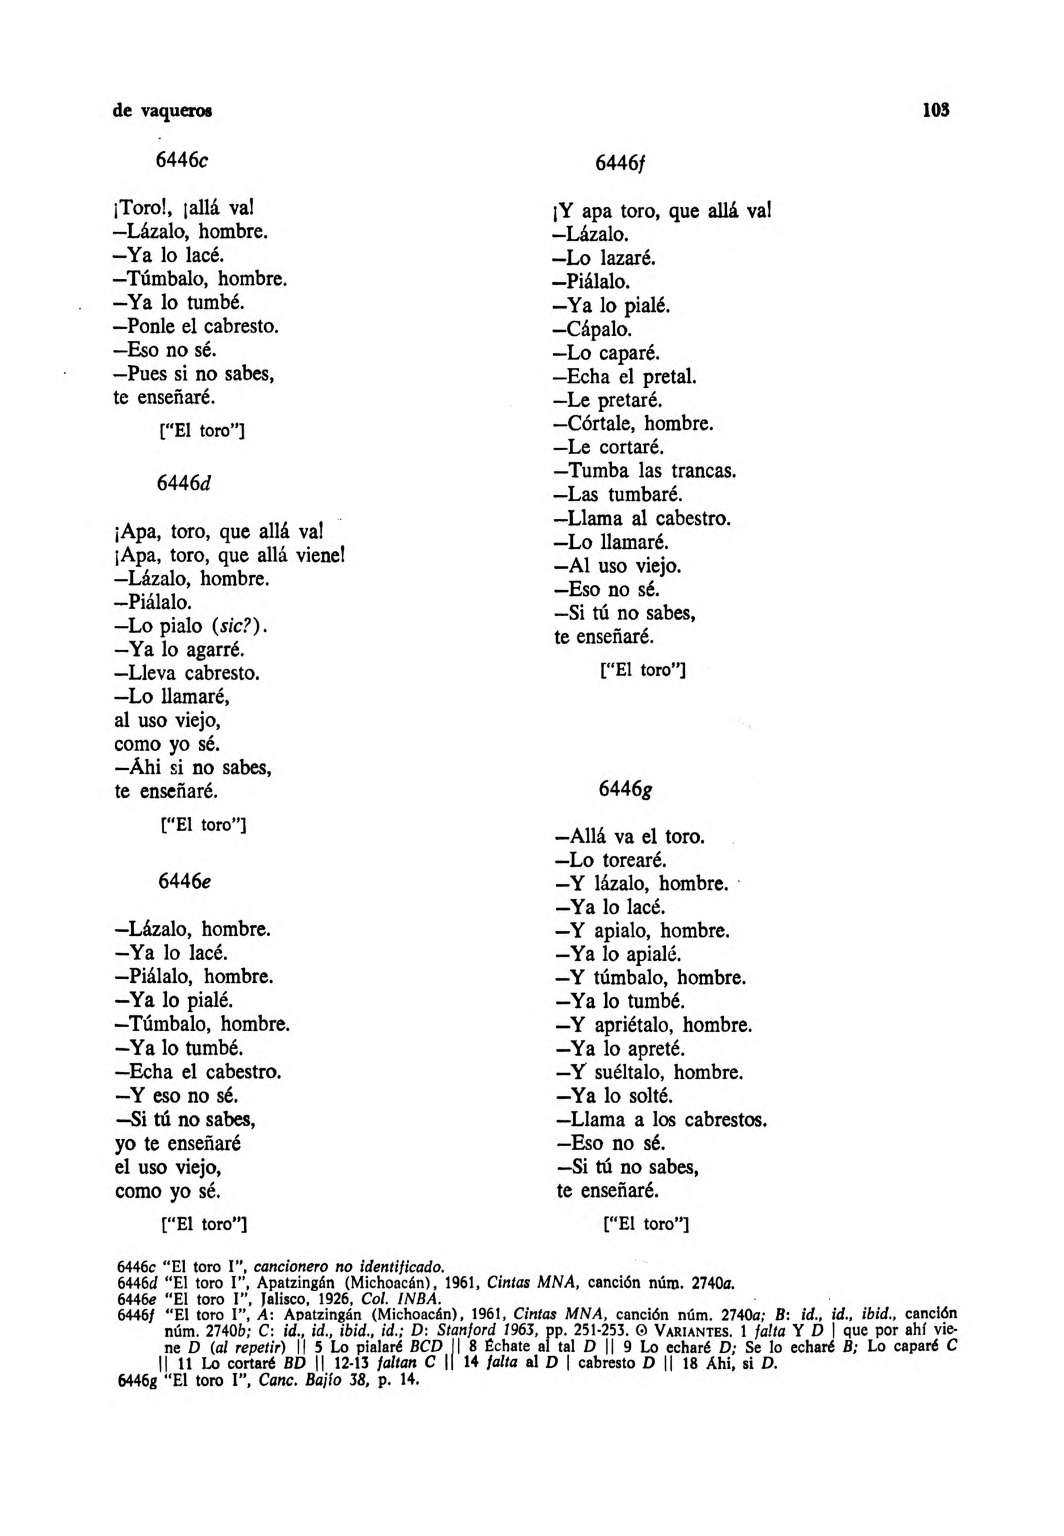 de vaqueros 103
6446c
¡Toro!, ¡allá va!
—Lázalo, hombre.
—Ya lo lacé.
—Túmbalo, hombre.
—Ya lo tumbé.
—Ponle el cabresto.
—Eso no sé.
—Pues si no sabes,
te enseñaré.
["El toro"]
6446d
¡Apa, toro, que allá va!
¡Apa, toro, que allá viene!
—Lázalo, hombre.
—Piálalo.
—Lo pialo (sic?).
—Ya lo agarré.
—Lleva cabresto.
—Lo llamaré,
al uso viejo,
como yo sé.
—Áhi si no sabes,
te enseñaré.
["El toro"]
6446e
—Lázalo, hombre.
—Ya lo lacé.
—Piálalo, hombre.
—Ya lo pialé.
—Túmbalo, hombre.
—Ya lo tumbé.
—Echa el cabestro.
—Y eso no sé.
—Si tú no sabes,
yo te enseñaré
el uso viejo,
como yo sé.
["El toro"]
6446f
¡Y apa toro, que allá va!
—Lázalo.
—Lo lazaré.
—Piálalo.
—Ya lo pialé.
—Cápalo.
—Lo caparé.
—Echa el pretal.
—Le pretaré.
—Córtale, hombre.
—Le cortaré.
—Tumba las trancas.
—Las tumbaré.
—Llama al cabestro.
—Lo llamaré.
—Al uso viejo.
—Eso no sé.
—Si tú no sabes,
te enseñaré.
["El toro"]
6446g
—Allá va el toro.
—Lo torearé.
—Y lázalo, hombre.
—Ya lo lacé.
—Y apialo, hombre.
—Ya lo apialé.
—Y túmbalo, hombre.
—Ya lo tumbé.
—Y apriétalo, hombre.
—Ya lo apreté.
—Y suéltalo, hombre.
—Ya lo solté.
—Llama a los cabrestos.
—Eso no sé.
—Si tú no sabes,
te enseñaré.
["El toro"]
6446c "El toro I", cancionero no identificado.
6446d "El toro I", Apatzingán (Michoacán), 1961, Cintas MNA, canción núm. 2740a.
6446e "El toro I", Jalisco, 1926, Col. INBA.
6446f "El toro I", A: Apatzingán (Michoacán), 1961, Cintas MNA, canción núm. 2740a; B: id., id., ibid., canción
núm. 2740b; C: id., id., ibid., id.; D: Stanford 1963, pp. 251-253. ⊙ VARIANTES. 1 falta Y D | que por ahí vie-
ne D (al repetir) || 5 Lo pialaré BCD || 8 Échate al tal D || 9 Lo echaré D; Se lo echaré B; Lo caparé C
|| 11 Lo cortaré BD || 12-13 faltan C || 14 falta al D | cabresto D || 18 Ahi, si D.
6446g "El toro I", Canc. Bajío 38, p. 14.